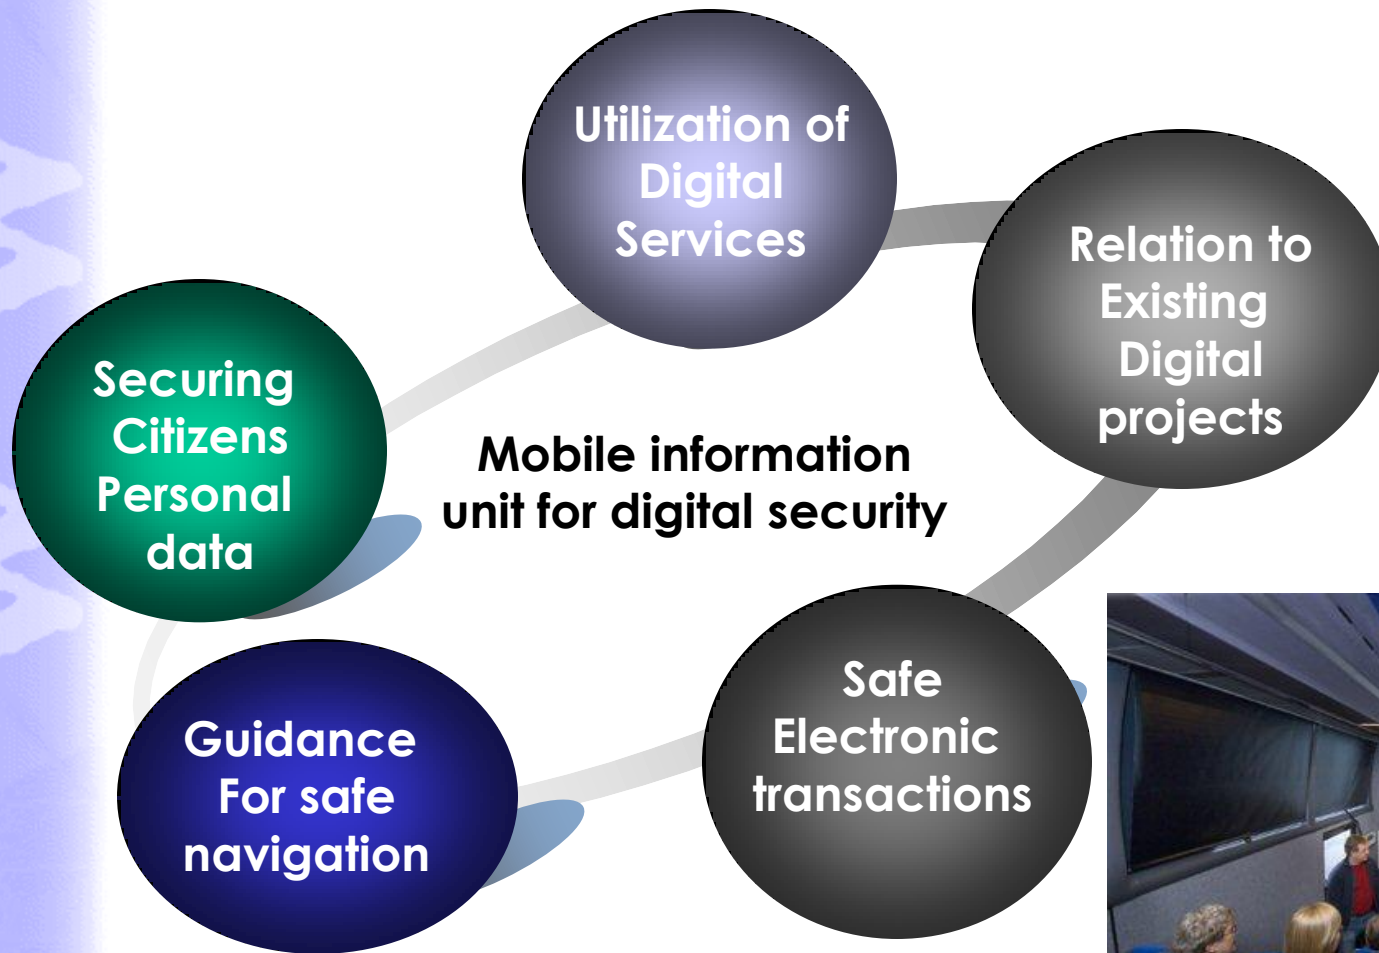 Utilization of
Digital
Services
Relation to
Existing
Digital
projects
Securing
Citizens
Personal
data
Mobile information
unit for digital security
Safe
Electronic
transactions
Guidance
For safe
navigation